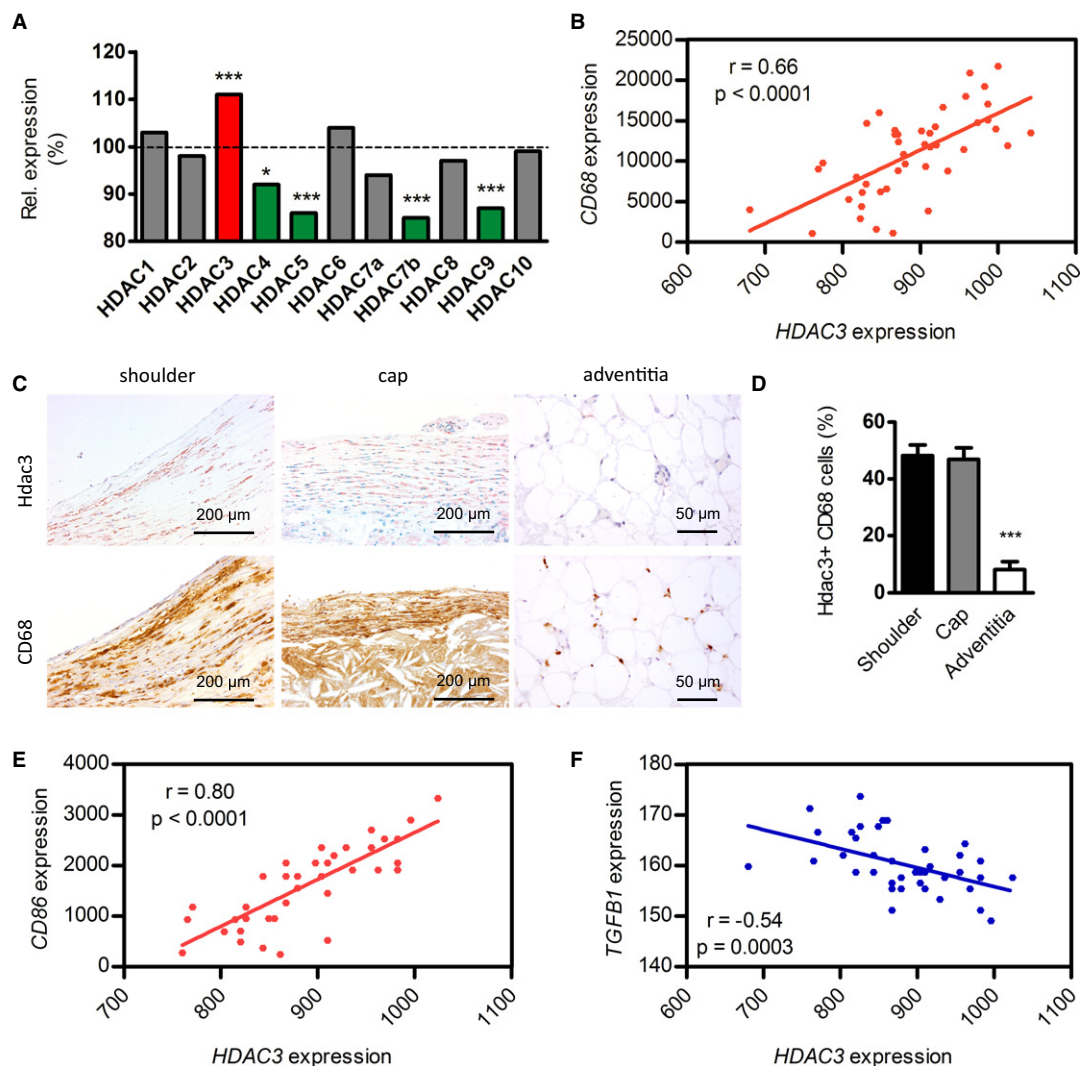 A
Rel. expression
(%)
120
110
100
90
80
***
*
***
***
***
HDAC1
HDAC2
HDAC3
HDAC4
HDAC5
HDAC6
HDAC7a
HDAC7b
HDAC8
HDAC9
HDAC10
B
CD68 expression
25000
20000
15000
10000
5000
0
r = 0.66
p < 0.0001
600
700
800
900
1000
1100
HDAC3 expression
C
shoulder
cap
adventitia
Hdac3
200 µm
200 µm
50 µm
CD68
200 µm
200 µm
50 µm
D
Hdac3+ CD68 cells (%)
60
40
20
0
***
Shoulder
Cap
Adventitia
E
CD86 expression
4000
3000
2000
1000
0
r = 0.80
p < 0.0001
700
800
900
1000
1100
HDAC3 expression
F
TGFB1 expression
180
170
160
150
140
r = -0.54
p = 0.0003
600
700
800
900
1000
1100
HDAC3 expression